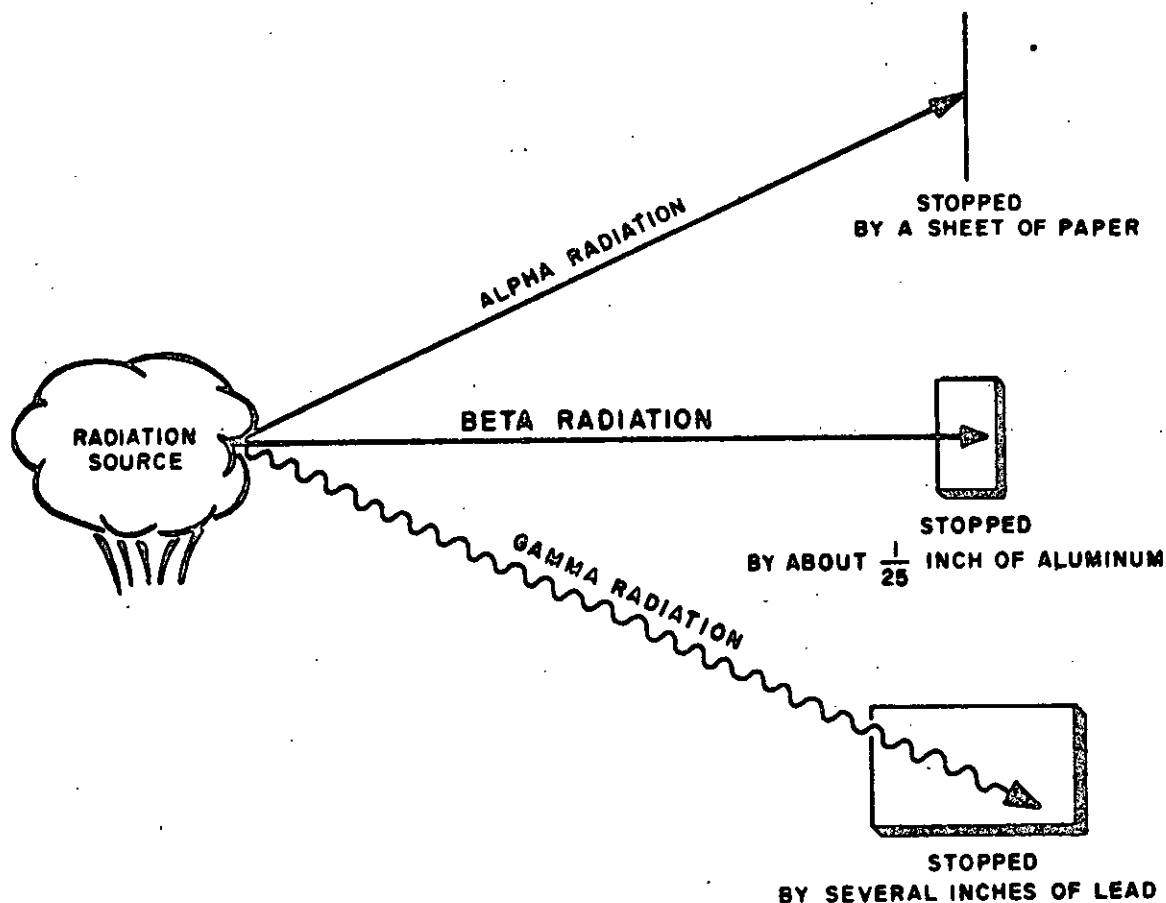 STOPPED
BY A SHEET OF PAPER
ALPHA RADIATION
BETA RADIATION
RADIATION
SOURCE
STOPPED
BY ABOUT 1/25 INCH OF ALUMINUM
GAMMA RADIATION
STOPPED
BY SEVERAL INCHES OF LEAD